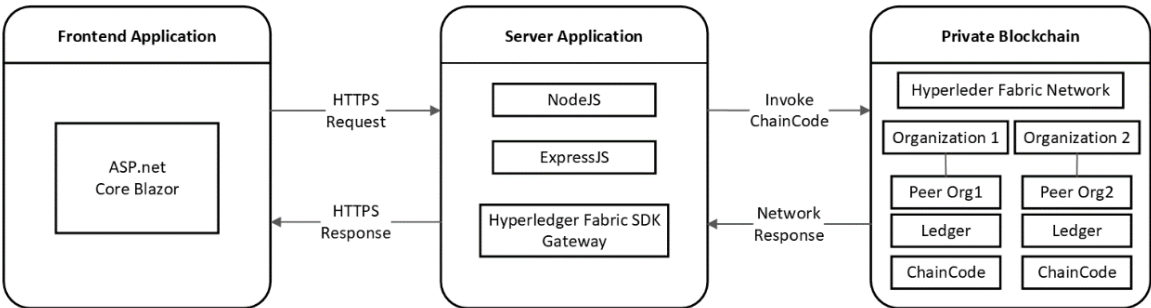 Frontend Application
ASP.net
Core Blazor
HTTPS
Request
HTTPS
Response
Server Application
NodeJS
ExpressJS
Hyperledger Fabric SDK
Gateway
Invoke
ChainCode
Network
Response
Private Blockchain
Hyperleder Fabric Network
Organization 1
Organization 2
Peer Org1
Peer Org2
Ledger
Ledger
ChainCode
ChainCode